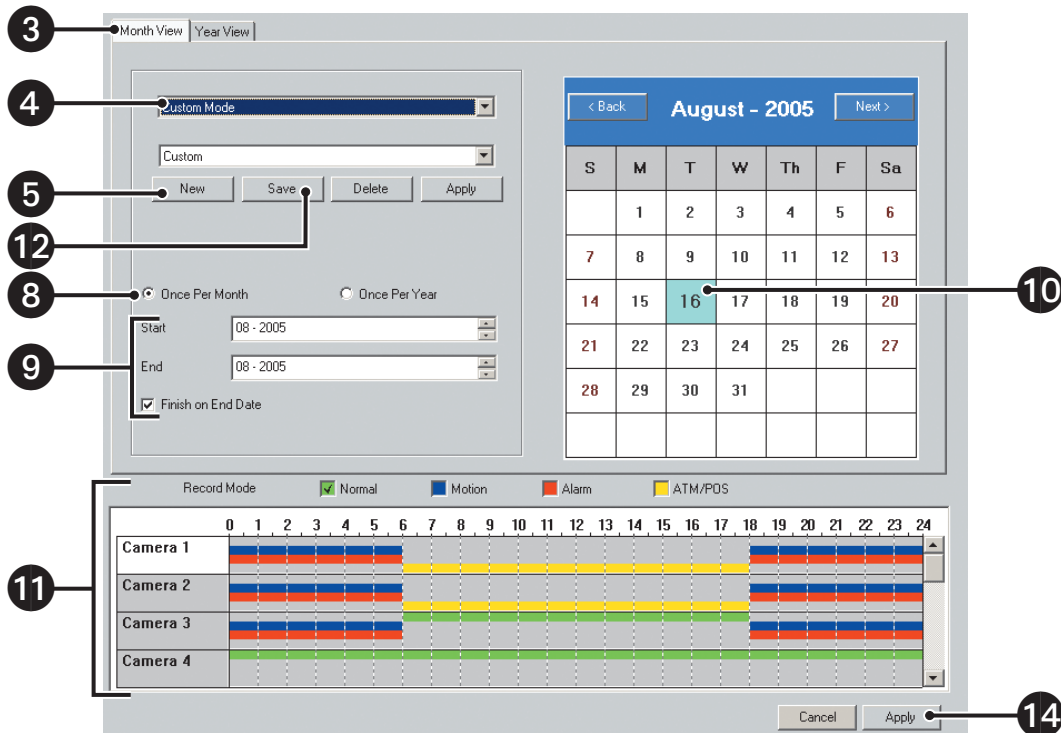 3
Month View Year View
4
Custom Mode
< Back August - 2005 Next >
Custom
S M T W Th F Sa
5
New Save Delete Apply
1 2 3 4 5 6
12
7 8 9 10 11 12 13
8
Once Per Month Once Per Year
14 15 16 17 18 19 20
10
Start 08 - 2005
21 22 23 24 25 26 27
9
End 08 - 2005
28 29 30 31
Finish on End Date
Record Mode Normal Motion Alarm ATM/POS
0 1 2 3 4 5 6 7 8 9 10 11 12 13 14 15 16 17 18 19 20 21 22 23 24
Camera 1
11
Camera 2
Camera 3
Camera 4
Cancel Apply
14